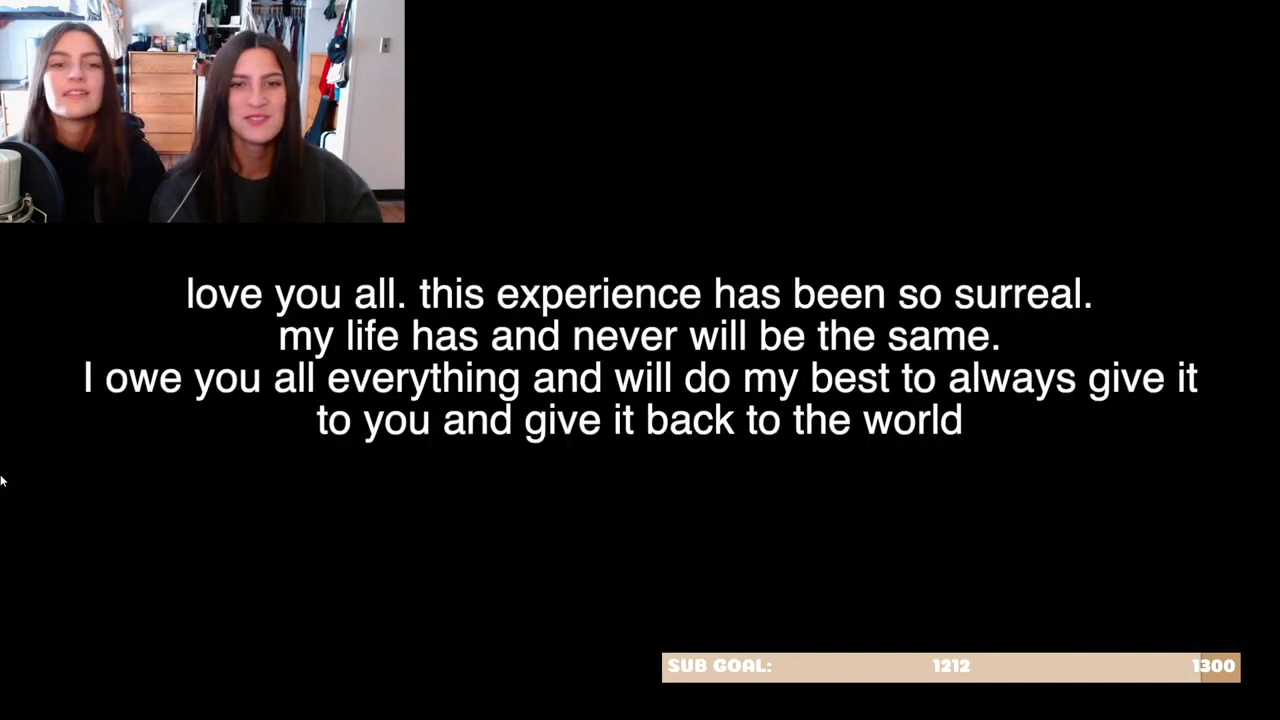 love you all. this experience has been so surreal.
my life has and never will be the same.
I owe you all everything and will do my best to always give it
to you and give it back to the world
SUB GOAL: 1212 1300